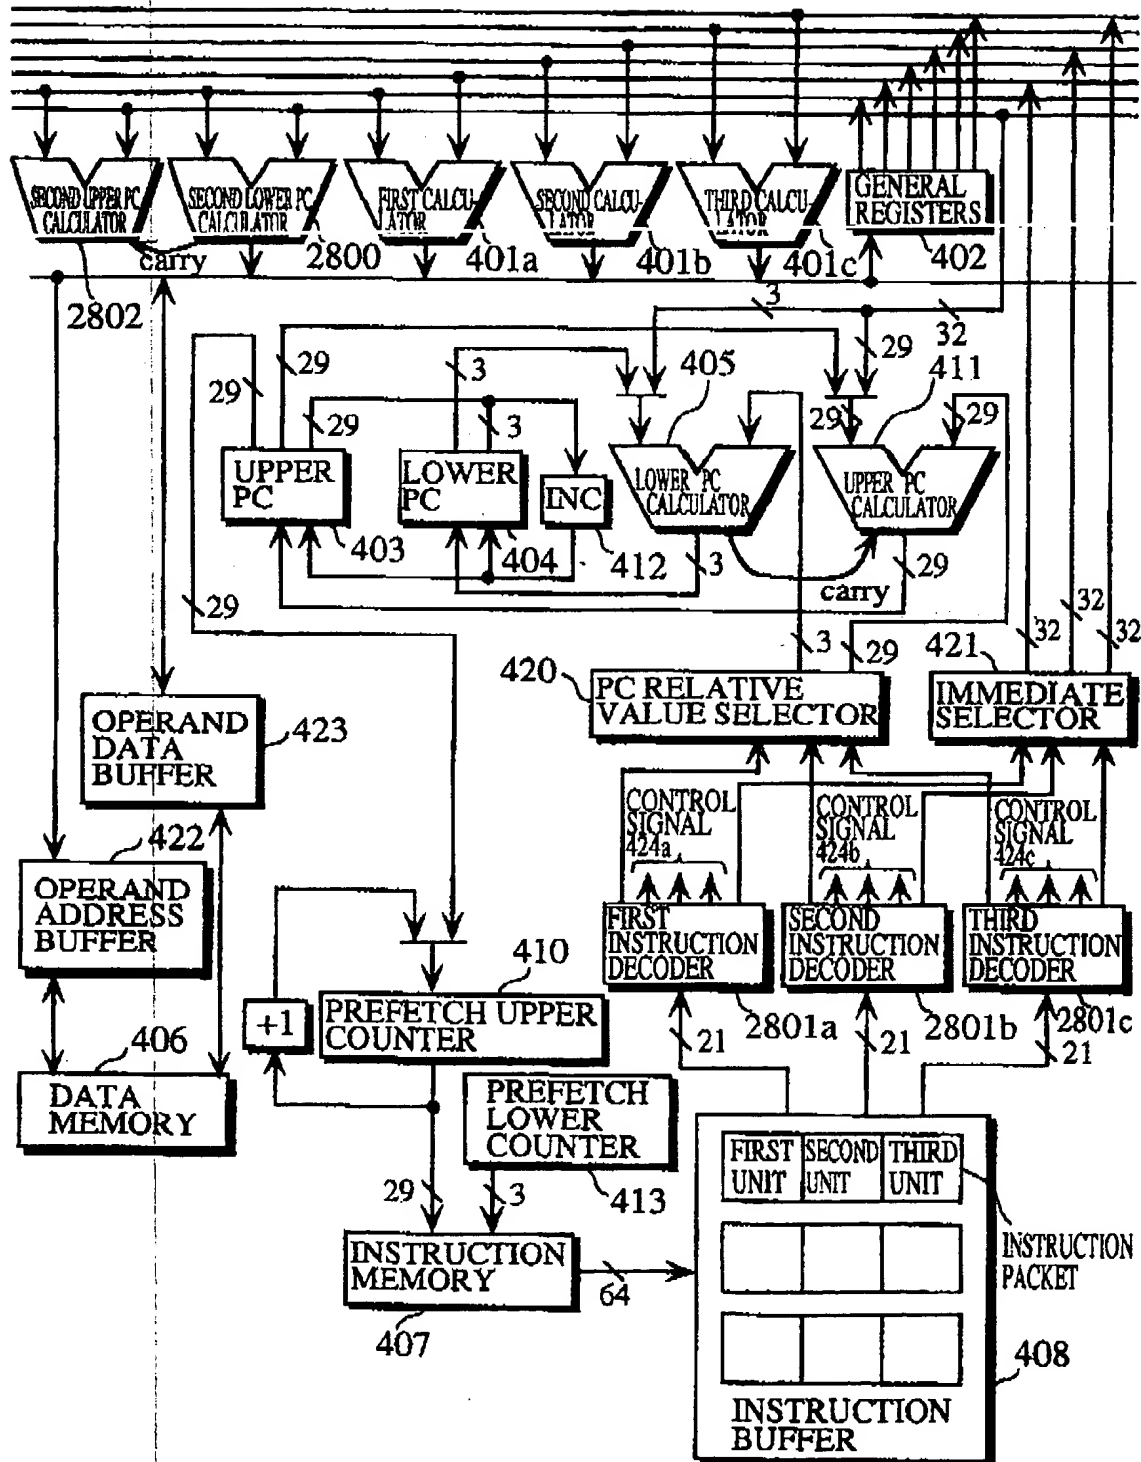 SECOND UPPER PC
CALCULATOR
SECOND LOWER PC
CALCULATOR
FIRST CALCU-
LATOR
SECOND CALCU-
LATOR
THIRD CALCU-
LATOR
GENERAL
REGISTERS
carry
2802
2800
401a
401b
401c
402
3
32
29
29
29
3
405
29
411
29
3
29
29
UPPER
PC
LOWER
PC
INC
LOWER PC
CALCULATOR
UPPER PC
CALCULATOR
403
404
412
3
29
carry
29
3
29
32
32
32
420
421
PC RELATIVE
VALUE SELECTOR
IMMEDIATE
SELECTOR
OPERAND
DATA
BUFFER
423
CONTROL
SIGNAL
424a
CONTROL
SIGNAL
424b
CONTROL
SIGNAL
424c
422
OPERAND
ADDRESS
BUFFER
FIRST
INSTRUCTION
DECODER
SECOND
INSTRUCTION
DECODER
THIRD
INSTRUCTION
DECODER
410
+1
PREFETCH UPPER
COUNTER
2801a
2801b
2801c
21
21
21
406
DATA
MEMORY
PREFETCH
LOWER
COUNTER
413
29
3
FIRST
UNIT
SECOND
UNIT
THIRD
UNIT
INSTRUCTION
PACKET
INSTRUCTION
MEMORY
64
407
408
INSTRUCTION
BUFFER